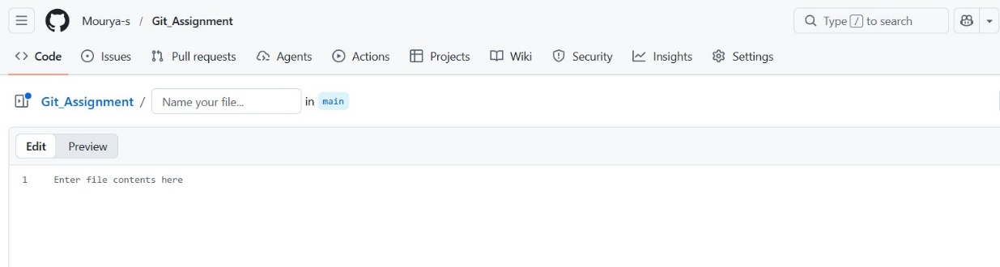 Mourya-s / Git_Assignment
Type / to search
Code Issues Pull requests Agents Actions Projects Wiki Security Insights Settings
Git_Assignment / Name your file... in main
Edit Preview
1 Enter file contents here